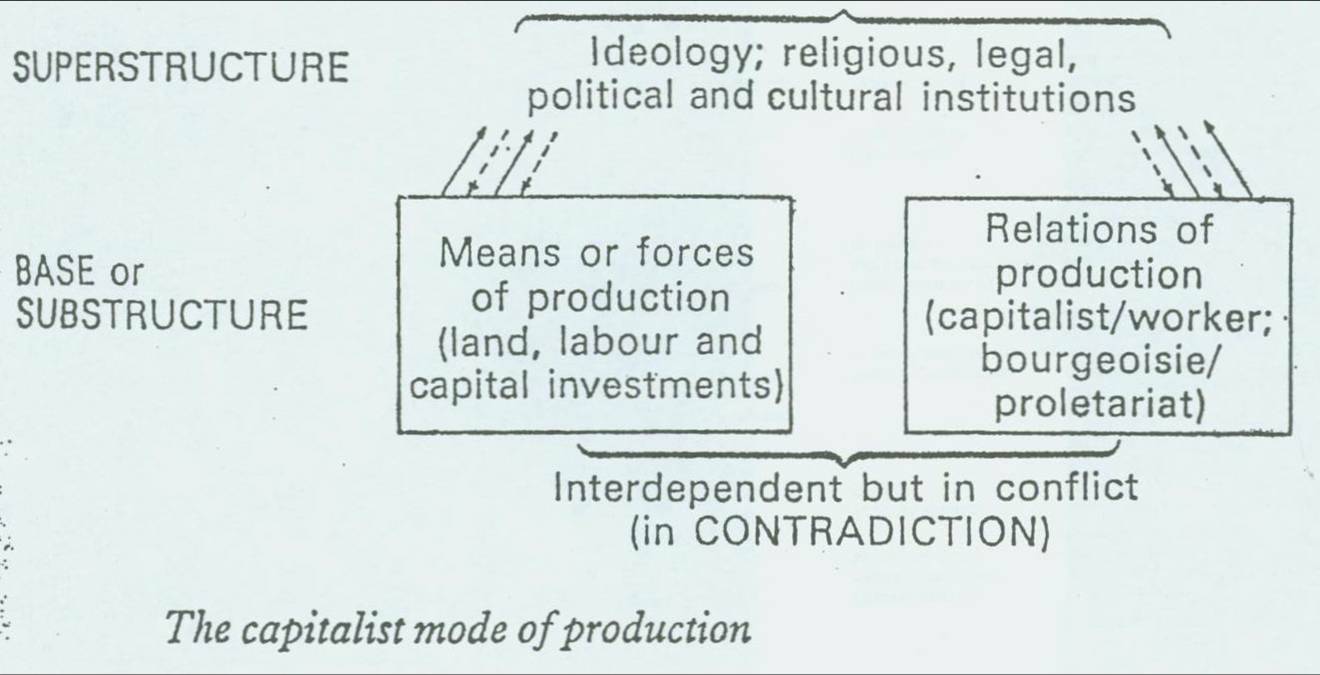 SUPERSTRUCTURE
Ideology; religious, legal,
political and cultural institutions
BASE or
SUBSTRUCTURE
Means or forces
of production
(land, labour and
capital investments)
Relations of
production
(capitalist/worker;
bourgeoisie/
proletariat)
Interdependent but in conflict
(in CONTRADICTION)
The capitalist mode of production